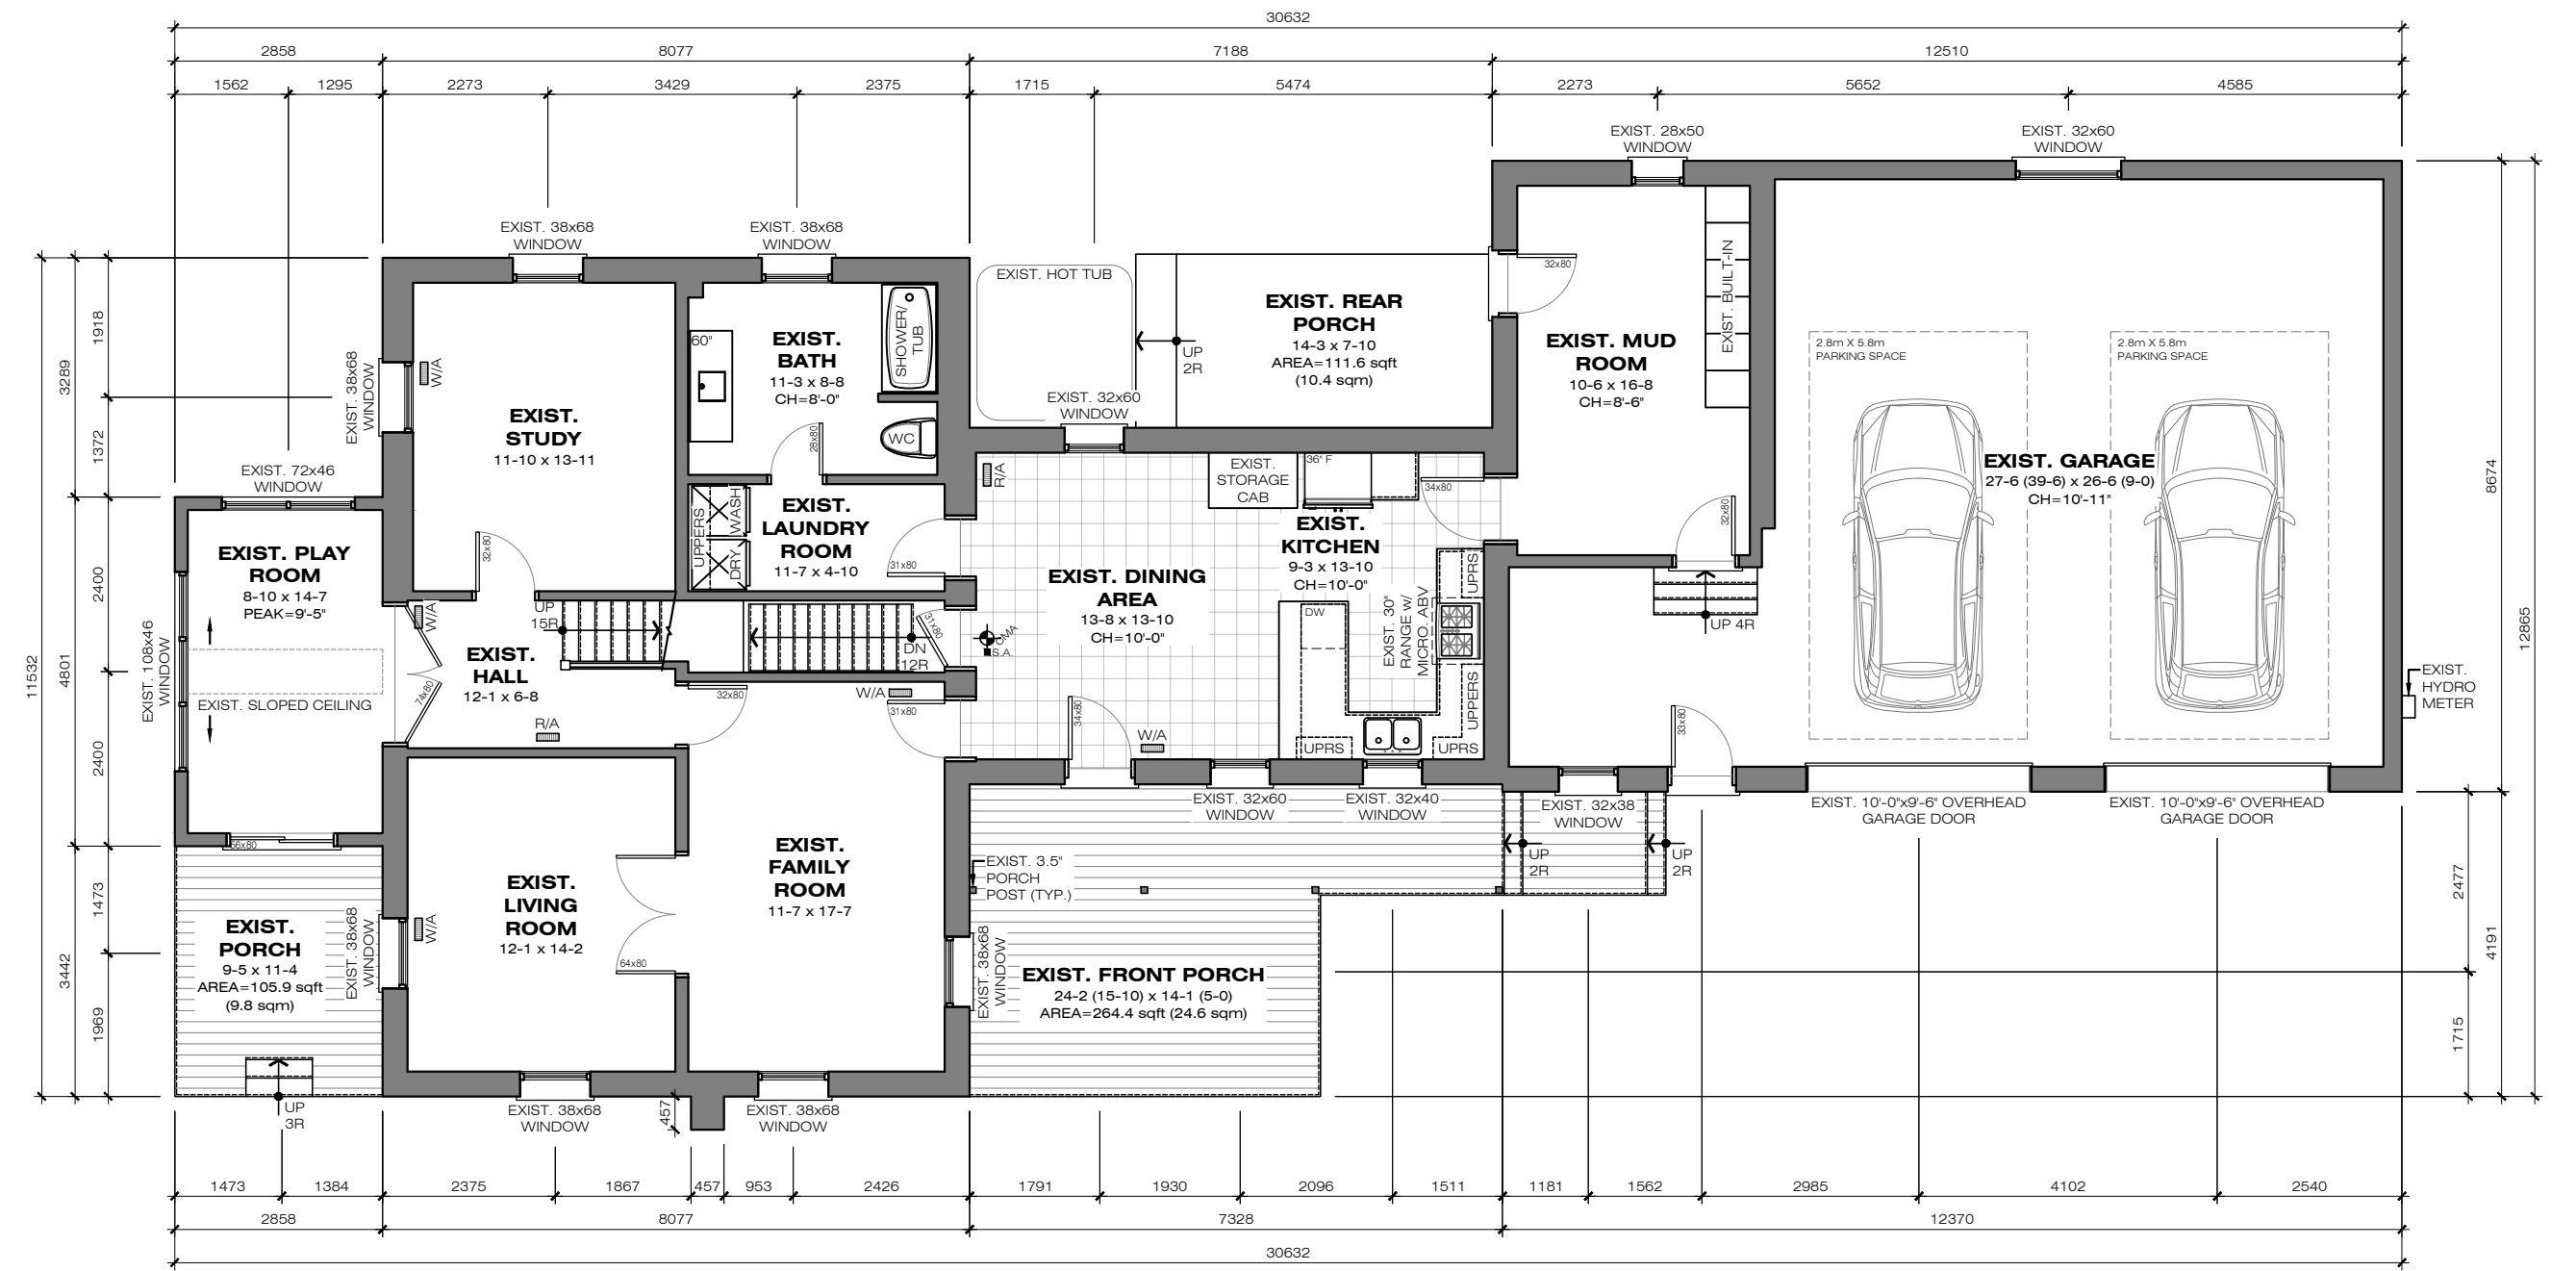 30632
2858
8077
7188
12510
1562
1295
2273
3429
2375
1715
5474
2273
5652
4585
EXIST. 28x50
WINDOW
EXIST. 32x60
WINDOW
EXIST. 38x68
WINDOW
EXIST. 38x68
WINDOW
EXIST. HOT TUB
EXIST. REAR
PORCH
14-3 x 7-10
AREA=111.6 sqft
(10.4 sqm)
UP
2R
EXIST. 32x60
WINDOW
32x80
EXIST. MUD
ROOM
10-6 x 16-8
CH=8'-6"
EXIST. BUILT-IN
2.8m X 5.8m
PARKING SPACE
2.8m X 5.8m
PARKING SPACE
EXIST. GARAGE
27-6 (39-6) x 26-6 (9-0)
CH=10'-11"
60"
EXIST.
BATH
11-3 x 8-8
CH=8'-0"
SHOWER/
TUB
WC
28x80
EXIST. 38x68
WINDOW
W/A
EXIST.
STUDY
11-10 x 13-11
32x80
EXIST. 72x46
WINDOW
EXIST. PLAY
ROOM
8-10 x 14-7
PEAK=9'-5"
EXIST. 108x46
WINDOW
EXIST. SLOPED CEILING
UPPERS
WASH
DRY
EXIST.
LAUNDRY
ROOM
11-7 x 4-10
31x80
R/A
EXIST.
STORAGE
CAB
36" F
34x80
EXIST.
KITCHEN
9-3 x 13-10
CH=10'-0"
EXIST. DINING
AREA
13-8 x 13-10
CH=10'-0"
DW
EXIST. 30"
RANGE w/
MICRO. ABV
UPRS
UPPERS
UPRS
UPRS
W/A
34x80
32x80
UP 4R
33x80
EXIST.
HYDRO
METER
W/A
UP
15R
EXIST.
HALL
12-1 x 6-8
74x80
R/A
DN
12R
31x80
CMA
S.A.
32x80
W/A
31x80
EXIST. 32x60
WINDOW
EXIST. 32x40
WINDOW
EXIST. 32x38
WINDOW
EXIST. 10'-0"x9'-6" OVERHEAD
GARAGE DOOR
EXIST. 10'-0"x9'-6" OVERHEAD
GARAGE DOOR
UP
2R
UP
2R
EXIST. 3.5"
PORCH
POST (TYP.)
EXIST.
FAMILY
ROOM
11-7 x 17-7
EXIST.
LIVING
ROOM
12-1 x 14-2
64x80
66x80
EXIST.
PORCH
9-5 x 11-4
AREA=105.9 sqft
(9.8 sqm)
EXIST. 38x68
WINDOW
W/A
EXIST. 38x68
WINDOW
EXIST. FRONT PORCH
24-2 (15-10) x 14-1 (5-0)
AREA=264.4 sqft (24.6 sqm)
UP
3R
EXIST. 38x68
WINDOW
457
EXIST. 38x68
WINDOW
11532
3289
4801
3442
1918
1372
2400
2400
1473
1969
8674
12865
2477
4191
1715
1473
1384
2375
1867
457
953
2426
1791
1930
2096
1511
1181
1562
2985
4102
2540
2858
8077
7328
12370
30632